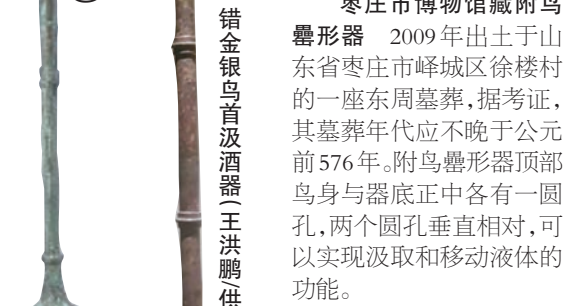 错金银鸟首汲酒器(王洪鹏/供
枣庄市博物馆藏附鸟
罍形器 2009年出土于山
东省枣庄市峄城区徐楼村
的一座东周墓葬,据考证,
其墓葬年代应不晚于公元
前576年。附鸟罍形器顶部
鸟身与器底正中各有一圆
孔,两个圆孔垂直相对,可
以实现汲取和移动液体的
功能。